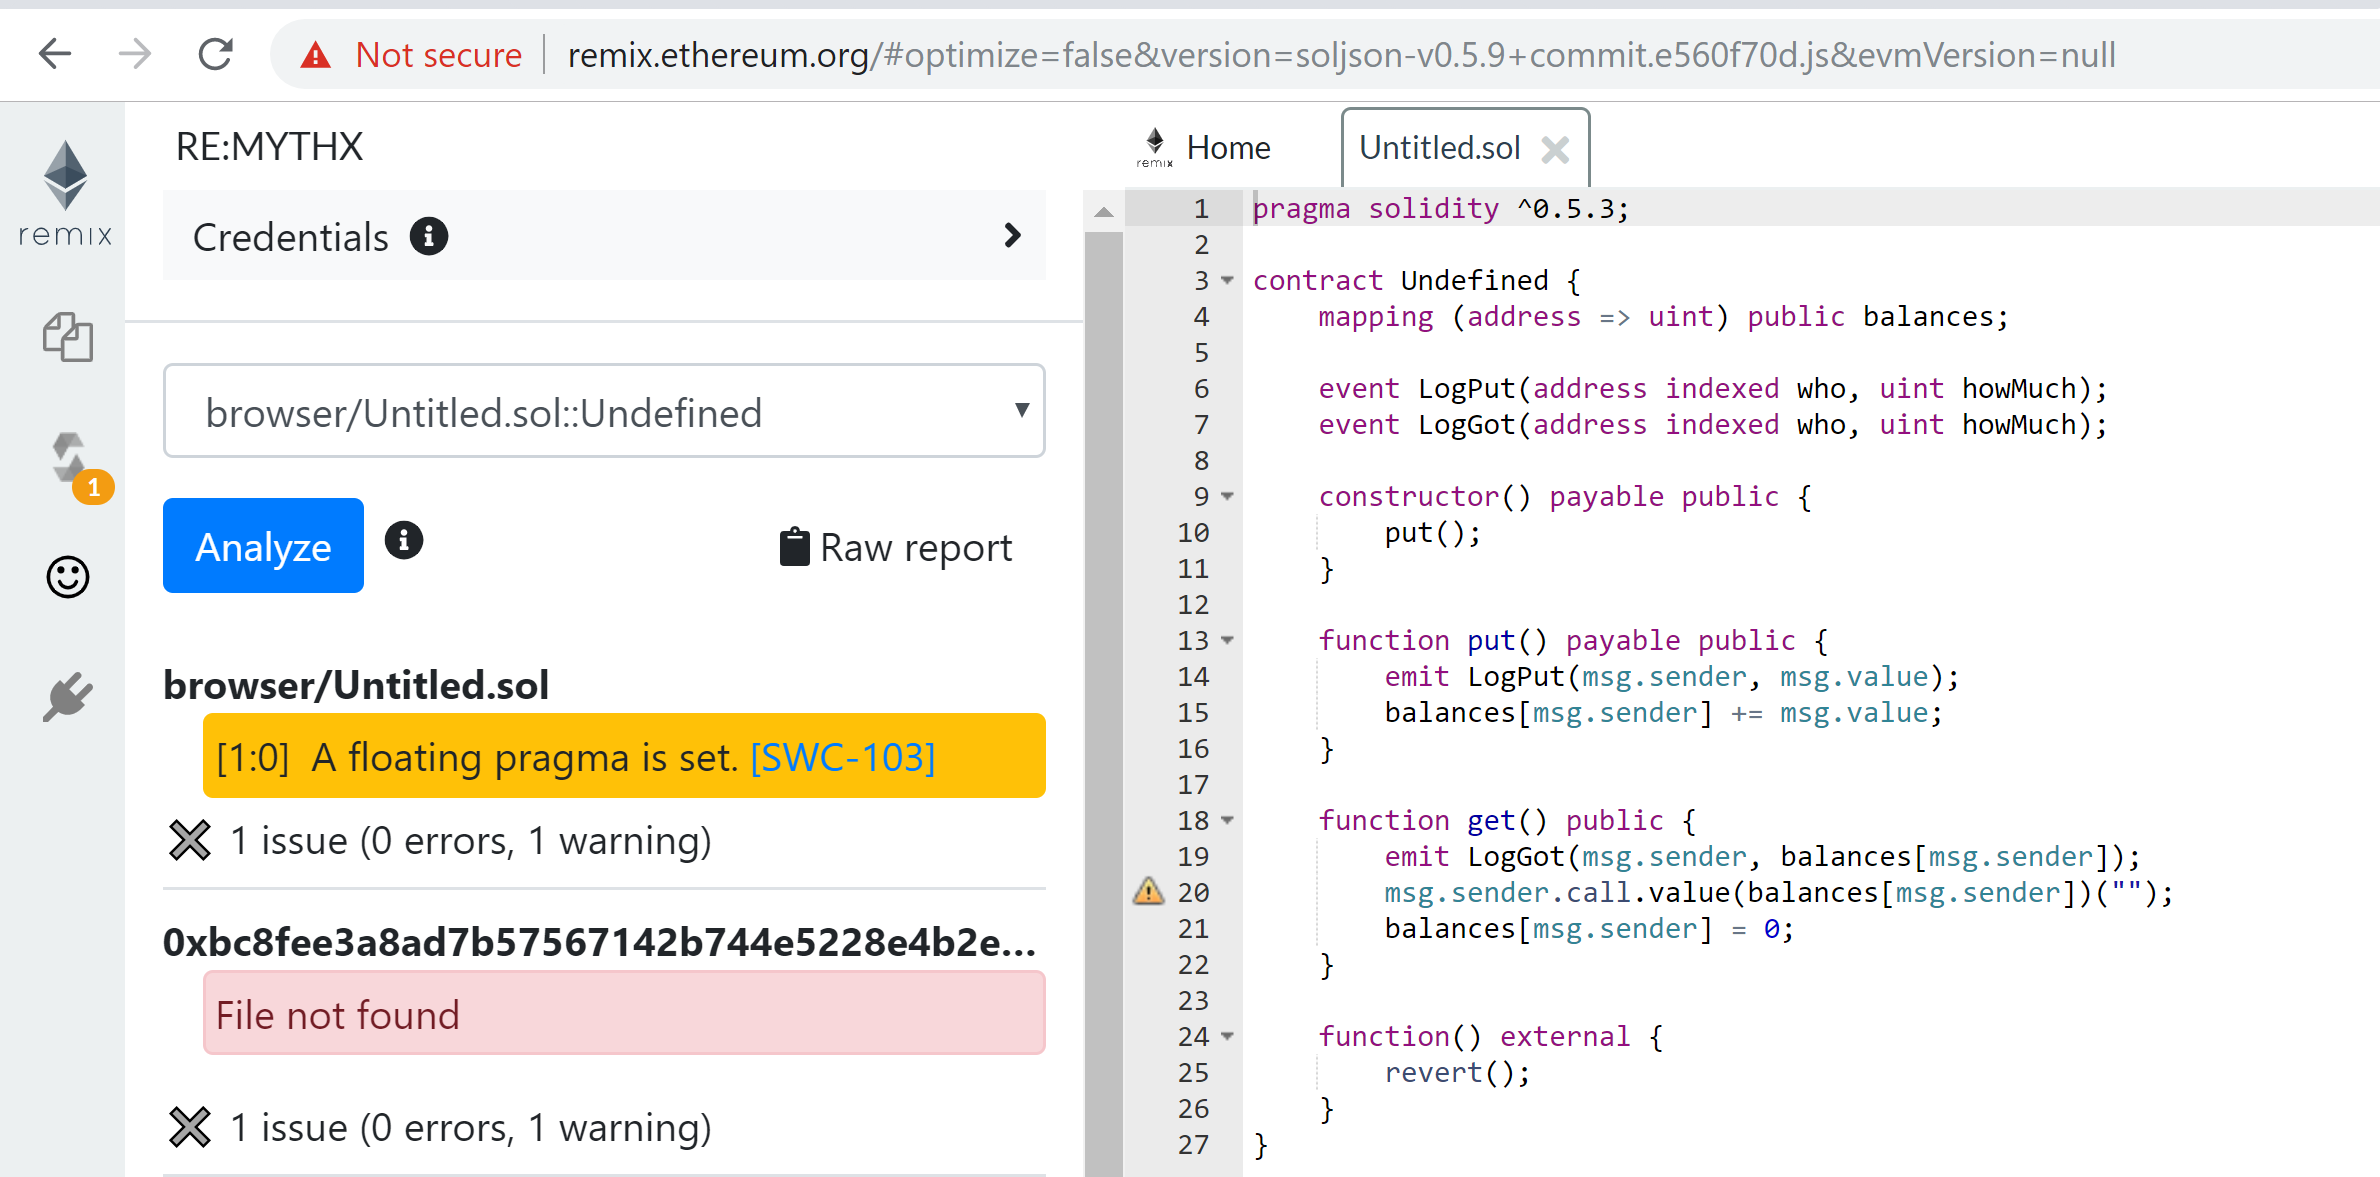 Not secure | remix.ethereum.org/#optimize=false&version=soljson-v0.5.9+commit.e560f70d.js&evmVersion=null
remix
1
RE:MYTHX
Credentials
browser/Untitled.sol::Undefined
Analyze
Raw report
browser/Untitled.sol
[1:0] A floating pragma is set. [SWC-103]
1 issue (0 errors, 1 warning)
0xbc8fee3a8ad7b57567142b744e5228e4b2e...
File not found
1 issue (0 errors, 1 warning)
remix Home
Untitled.sol
1 pragma solidity ^0.5.3;
2
3 contract Undefined {
4     mapping (address => uint) public balances;
5
6     event LogPut(address indexed who, uint howMuch);
7     event LogGot(address indexed who, uint howMuch);
8
9     constructor() payable public {
10         put();
11     }
12
13     function put() payable public {
14         emit LogPut(msg.sender, msg.value);
15         balances[msg.sender] += msg.value;
16     }
17
18     function get() public {
19         emit LogGot(msg.sender, balances[msg.sender]);
20         msg.sender.call.value(balances[msg.sender])("");
21         balances[msg.sender] = 0;
22     }
23
24     function() external {
25         revert();
26     }
27 }